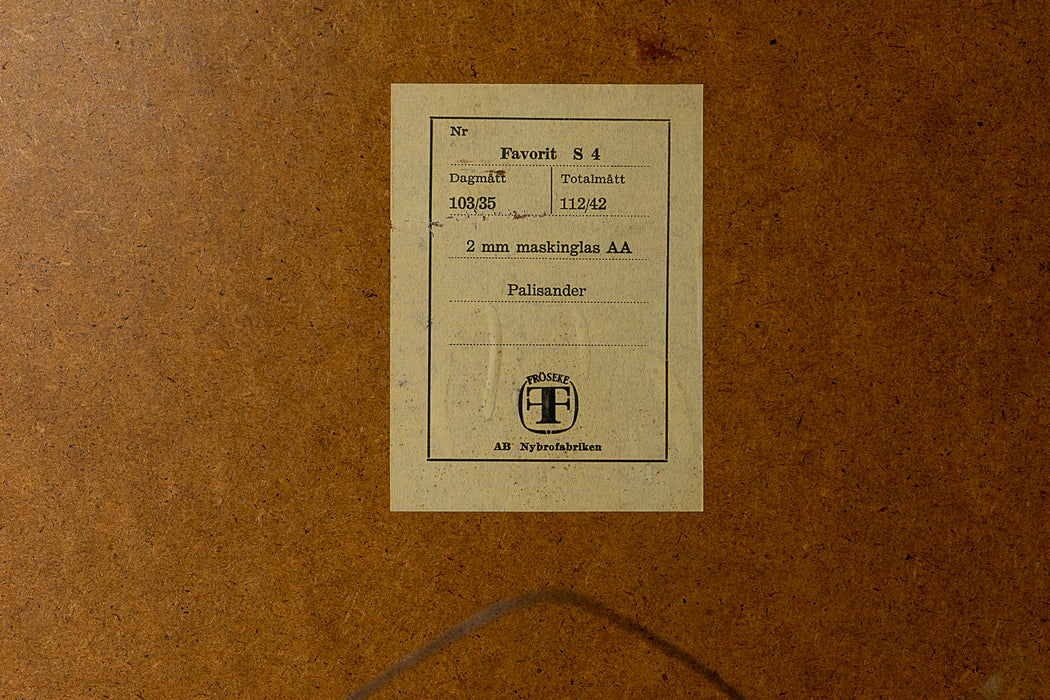 Nr
Favorit S 4
Dagmått Totalmått
103/35 112/42
2 mm maskinglas AA
Palisander
FRÖSEKE
F
AB Nybrofabriken